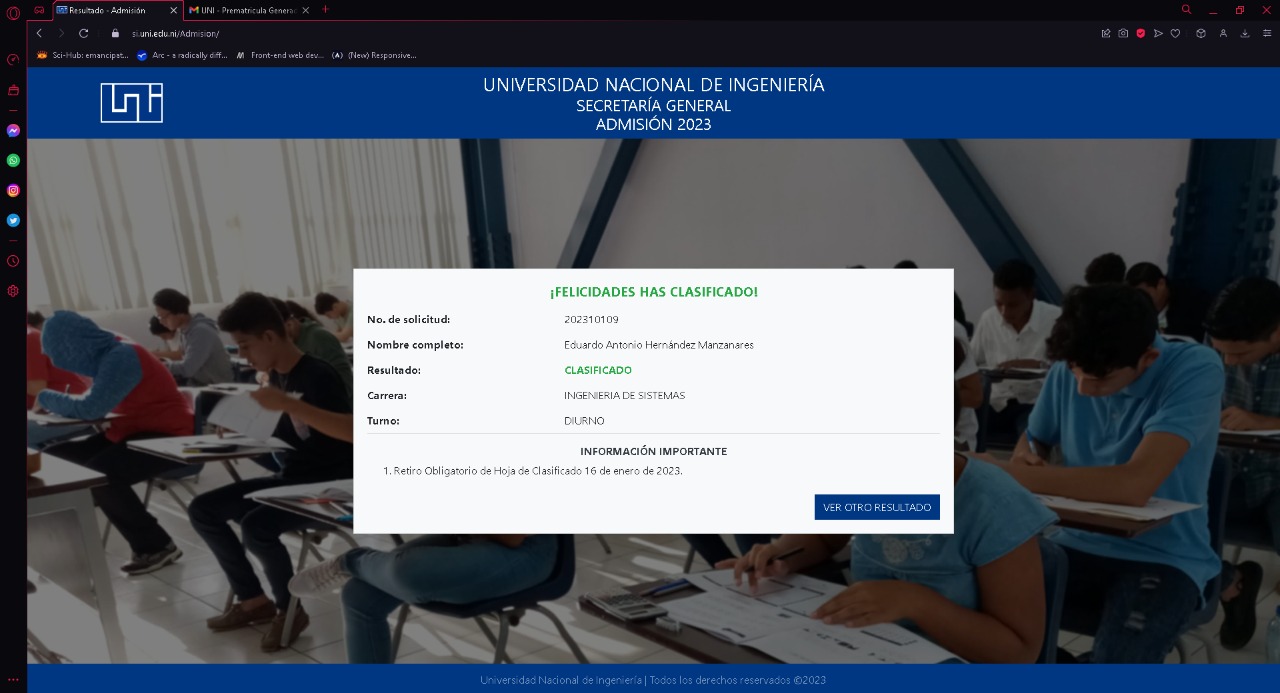 Resultado - Admisión
UNI - Prematricula General
si.uni.edu.ni/Admision/
Sci-Hub: emancipat... Arc - a radically diff... Front-end web dev... (New) Responsive...
uni
UNIVERSIDAD NACIONAL DE INGENIERÍA
SECRETARÍA GENERAL
ADMISIÓN 2023
¡FELICIDADES HAS CLASIFICADO!
No. de solicitud: 202310109
Nombre completo: Eduardo Antonio Hernández Manzanares
Resultado: CLASIFICADO
Carrera: INGENIERIA DE SISTEMAS
Turno: DIURNO
INFORMACIÓN IMPORTANTE
1. Retiro Obligatorio de Hoja de Clasificado 16 de enero de 2023.
VER OTRO RESULTADO
Universidad Nacional de Ingeniería | Todos los derechos reservados ©2023